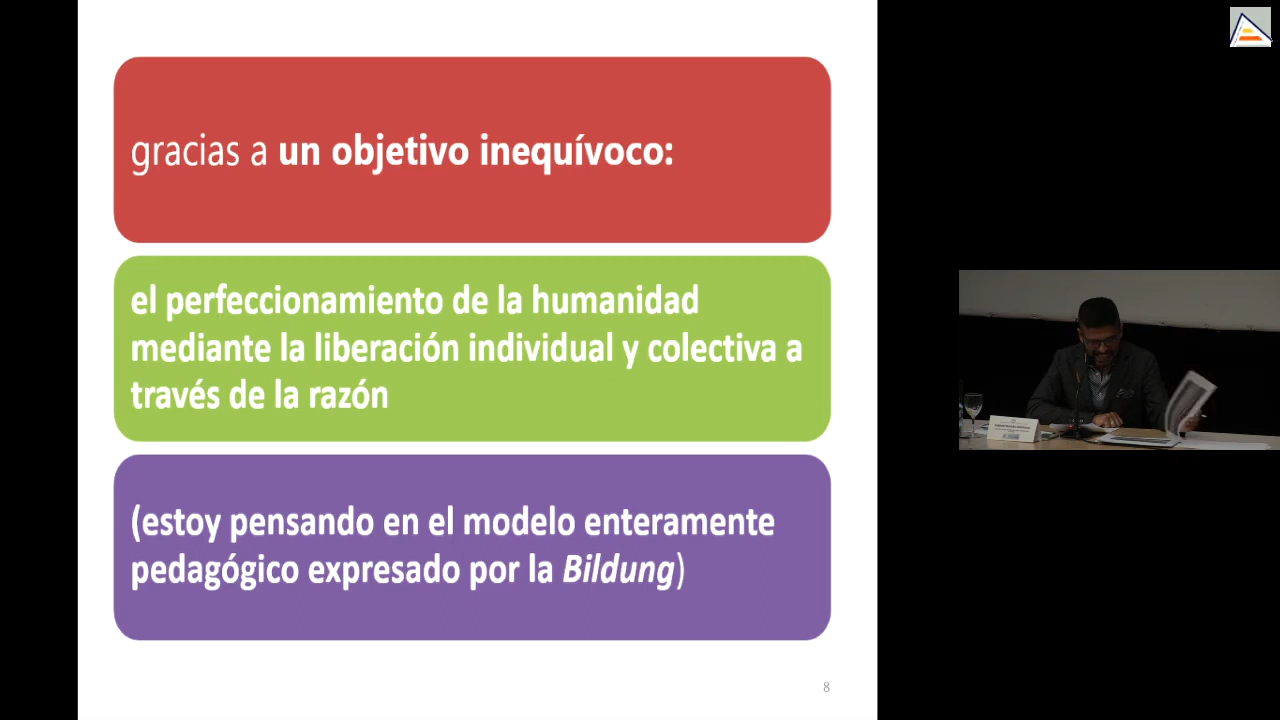 gracias a un objetivo inequívoco:
el perfeccionamiento de la humanidad
mediante la liberación individual y colectiva a
través de la razón
(estoy pensando en el modelo enteramente
pedagógico expresado por la Bildung)
8